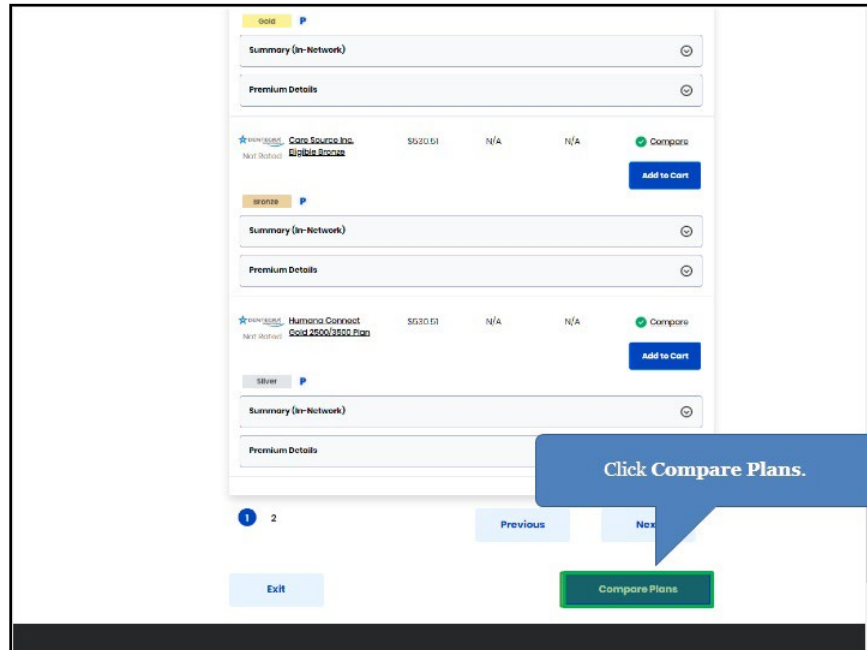 Gold P
Summary (In-Network)
Premium Details
Care Source Inc. $530.51 N/A N/A Compare
Not Rated Eligible Bronze
Add to Cart
Bronze P
Summary (In-Network)
Premium Details
Humana Connect $530.51 N/A N/A Compare
Not Rated Gold 2500/3500 Plan
Add to Cart
Silver P
Summary (In-Network)
Premium Details
Click Compare Plans.
1 2 Previous Nex
Exit Compare Plans